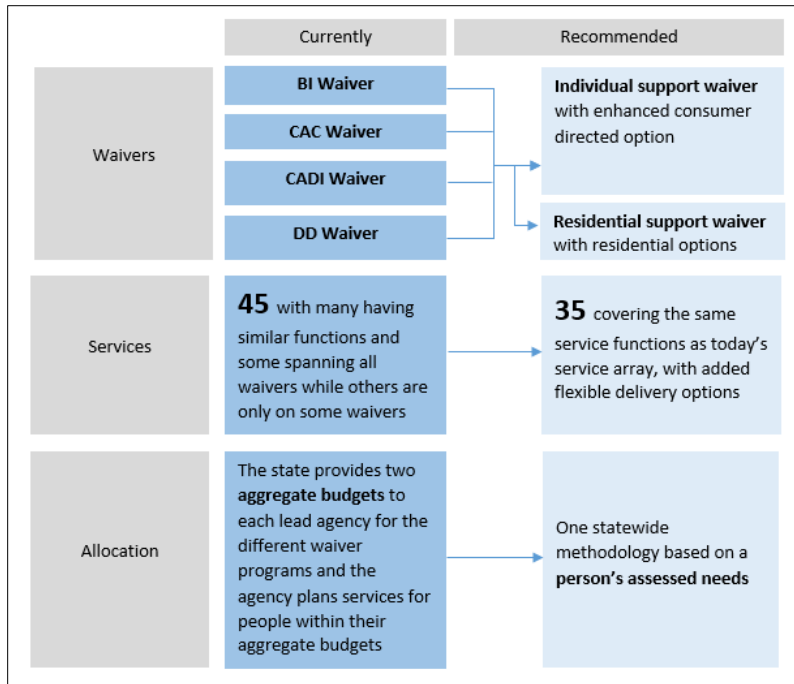 Currently
Recommended
Waivers
BI Waiver
CAC Waiver
CADI Waiver
DD Waiver
Individual support waiver
with enhanced consumer
directed option
Residential support waiver
with residential options
Services
45 with many having
similar functions and
some spanning all
waivers while others are
only on some waivers
35 covering the same
service functions as today’s
service array, with added
flexible delivery options
Allocation
The state provides two
aggregate budgets to
each lead agency for the
different waiver
programs and the
agency plans services for
people within their
aggregate budgets
One statewide
methodology based on a
person’s assessed needs